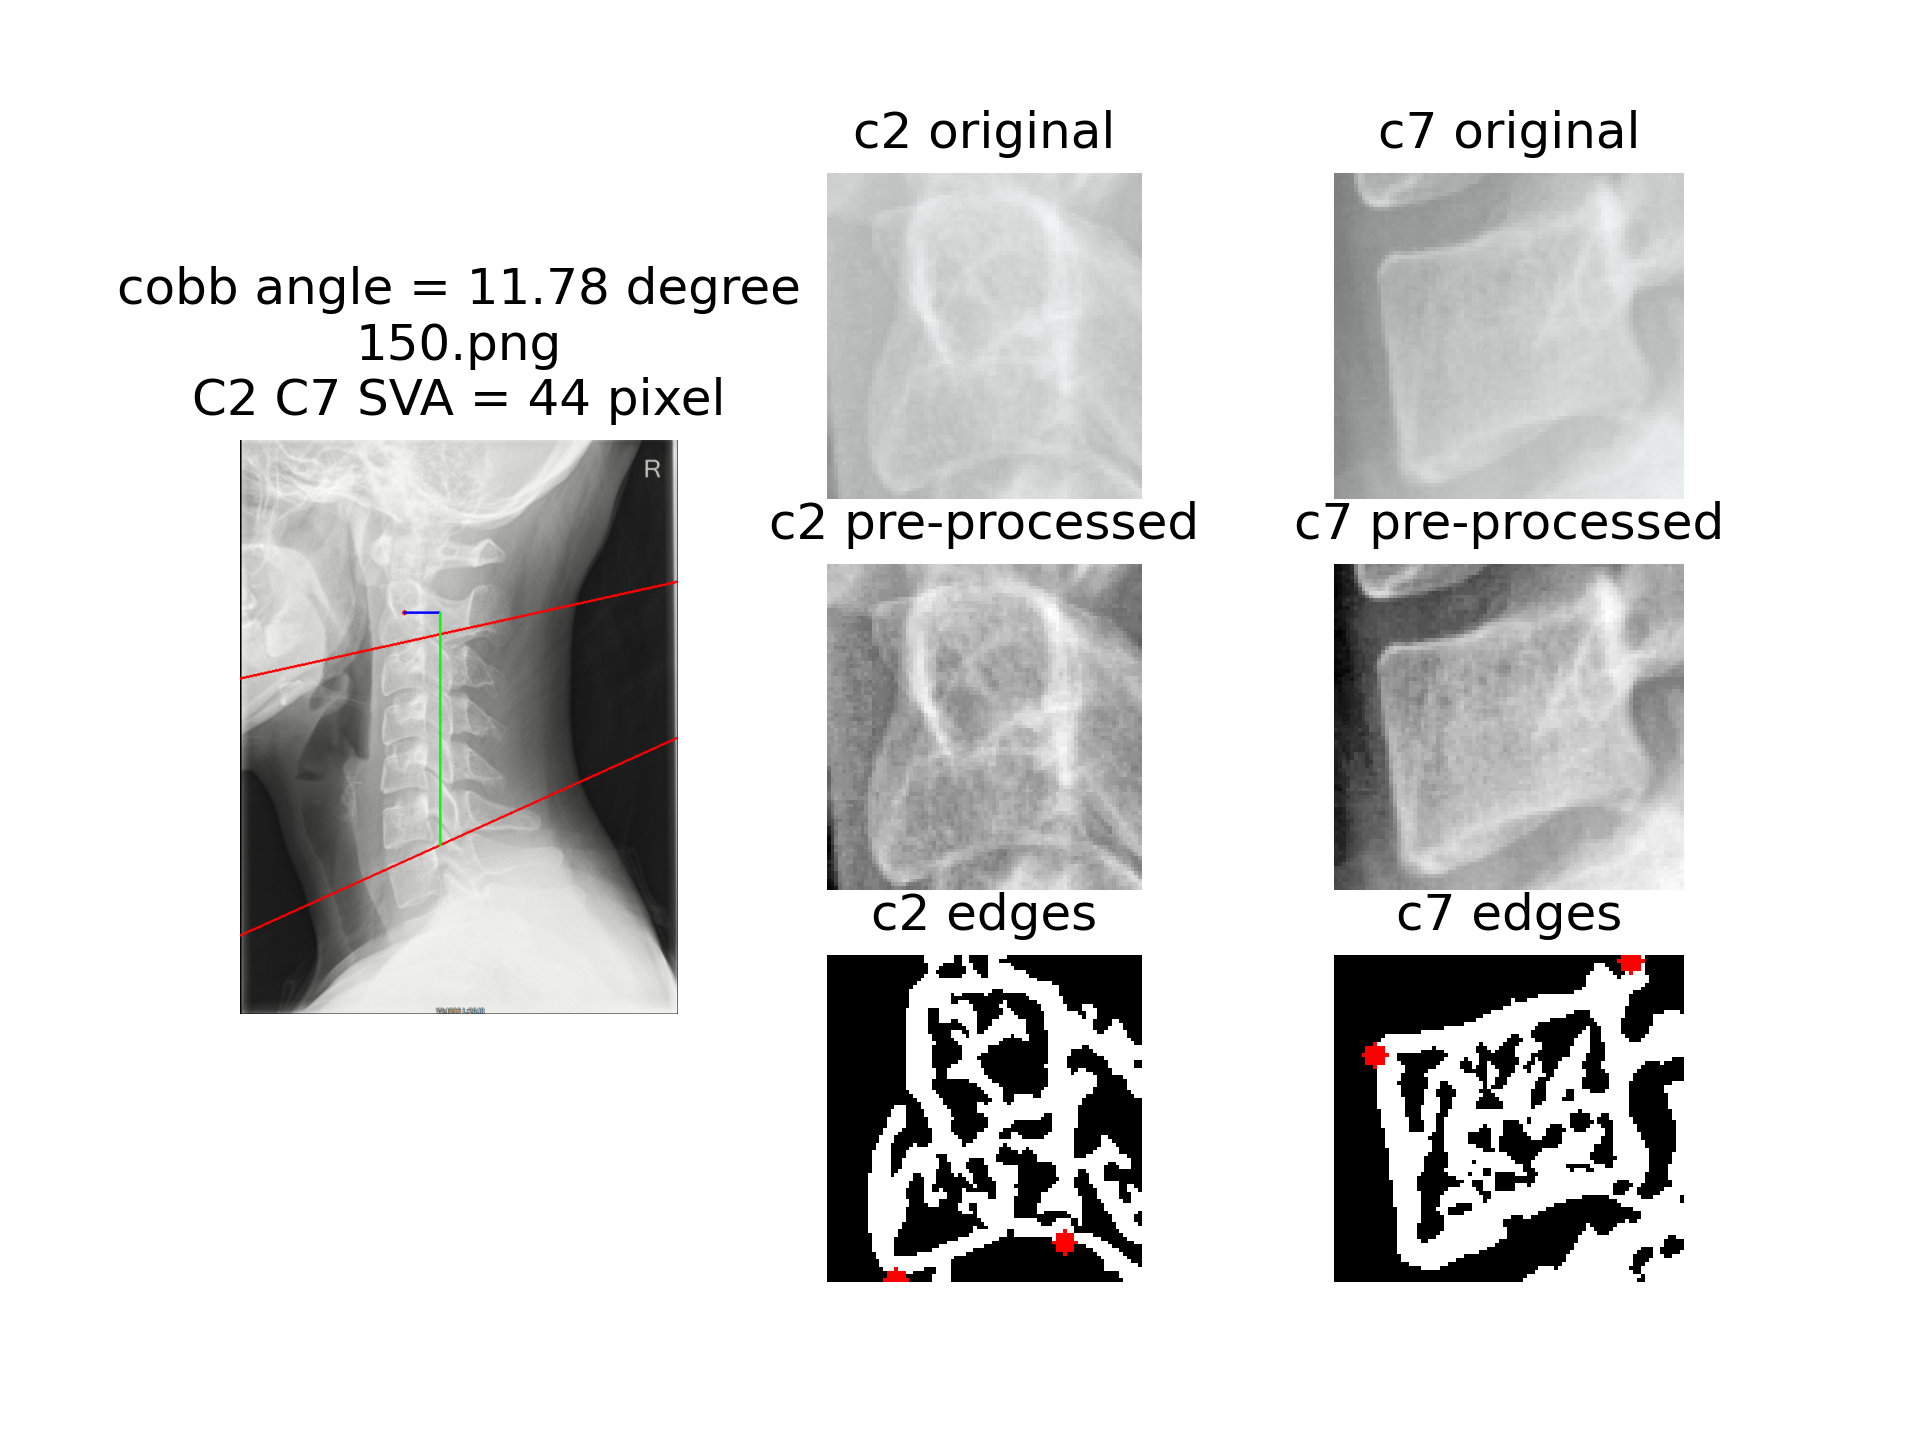 cobb angle = 11.78 degree
150.png
C2 C7 SVA = 44 pixel
R
c2 original
c7 original
c2 pre-processed
c7 pre-processed
c2 edges
c7 edges